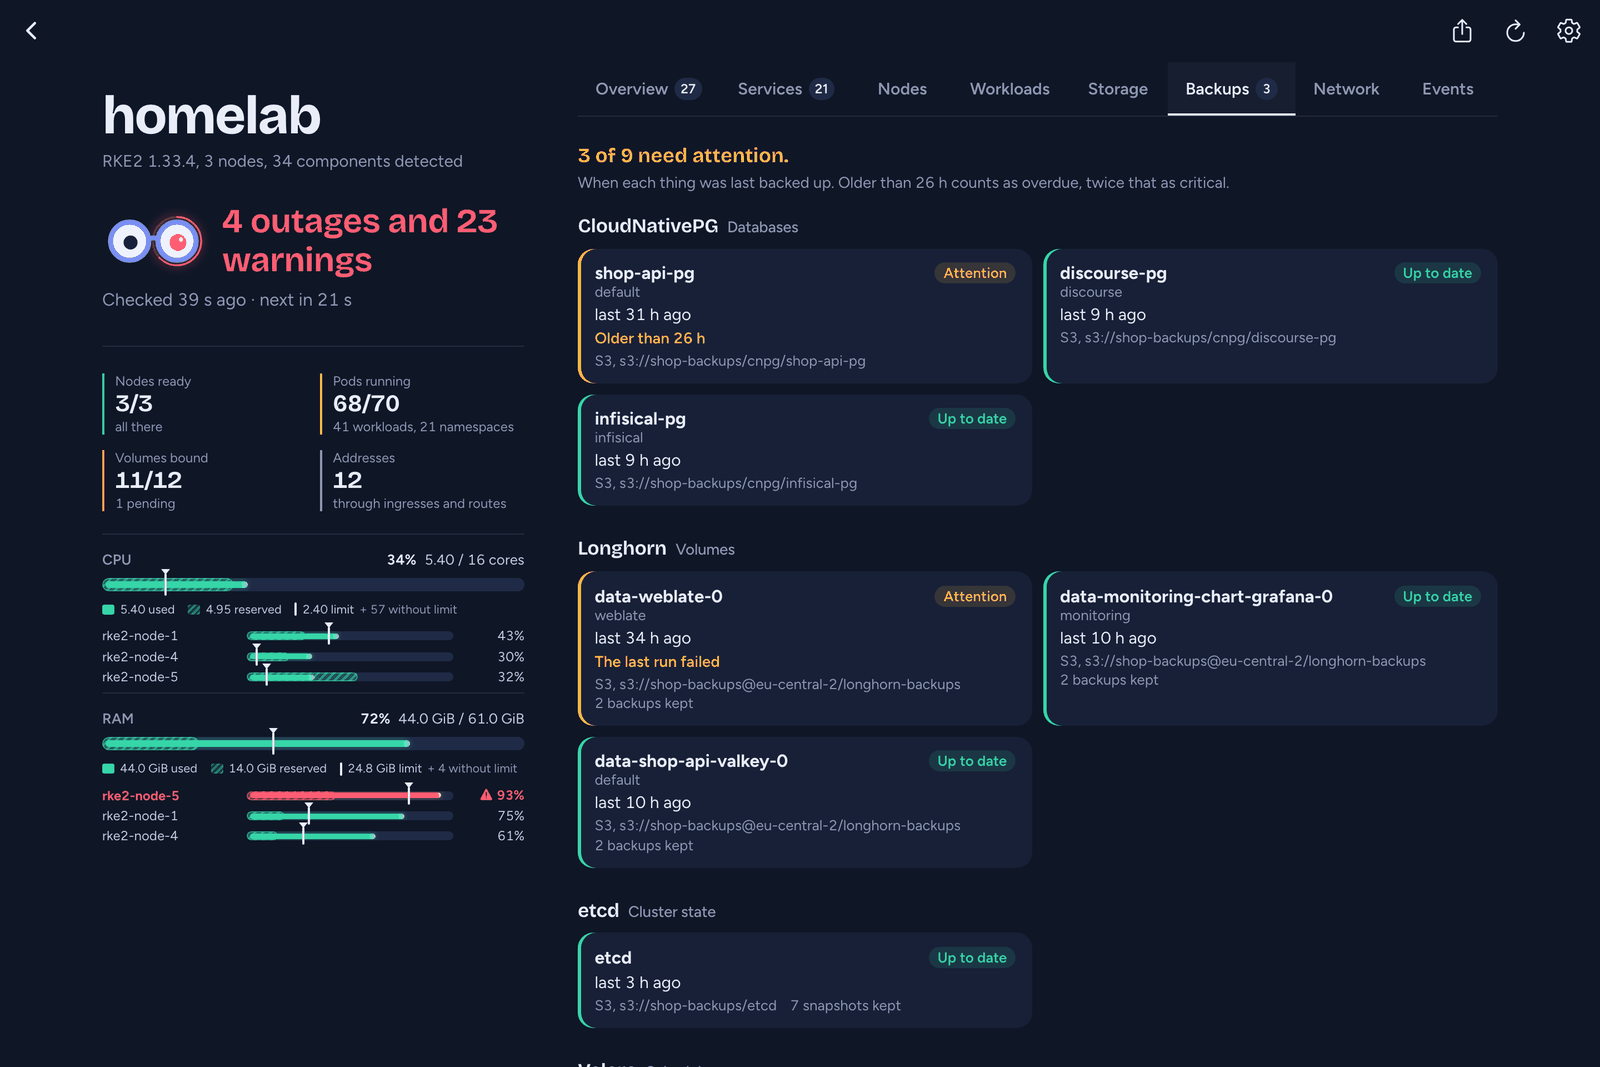 homelab
RKE2 1.33.4, 3 nodes, 34 components detected
4 outages and 23
warnings
Checked 39 s ago · next in 21 s
Nodes ready
3/3
all there
Pods running
68/70
41 workloads, 21 namespaces
Volumes bound
11/12
1 pending
Addresses
12
through ingresses and routes
CPU 34% 5.40 / 16 cores
5.40 used 4.95 reserved 2.40 limit + 57 without limit
rke2-node-1 43%
rke2-node-4 30%
rke2-node-5 32%
RAM 72% 44.0 GiB / 61.0 GiB
44.0 GiB used 14.0 GiB reserved 24.8 GiB limit + 4 without limit
rke2-node-5 93%
rke2-node-1 75%
rke2-node-4 61%
Overview 27 Services 21 Nodes Workloads Storage Backups 3 Network Events
3 of 9 need attention.
When each thing was last backed up. Older than 26 h counts as overdue, twice that as critical.
CloudNativePG Databases
shop-api-pg Attention
default
last 31 h ago
Older than 26 h
S3, s3://shop-backups/cnpg/shop-api-pg
discourse-pg Up to date
discourse
last 9 h ago
S3, s3://shop-backups/cnpg/discourse-pg
infisical-pg Up to date
infisical
last 9 h ago
S3, s3://shop-backups/cnpg/infisical-pg
Longhorn Volumes
data-weblate-0 Attention
weblate
last 34 h ago
The last run failed
S3, s3://shop-backups@eu-central-2/longhorn-backups
2 backups kept
data-monitoring-chart-grafana-0 Up to date
monitoring
last 10 h ago
S3, s3://shop-backups@eu-central-2/longhorn-backups
2 backups kept
data-shop-api-valkey-0 Up to date
default
last 10 h ago
S3, s3://shop-backups@eu-central-2/longhorn-backups
2 backups kept
etcd Cluster state
etcd Up to date
last 3 h ago
S3, s3://shop-backups/etcd 7 snapshots kept